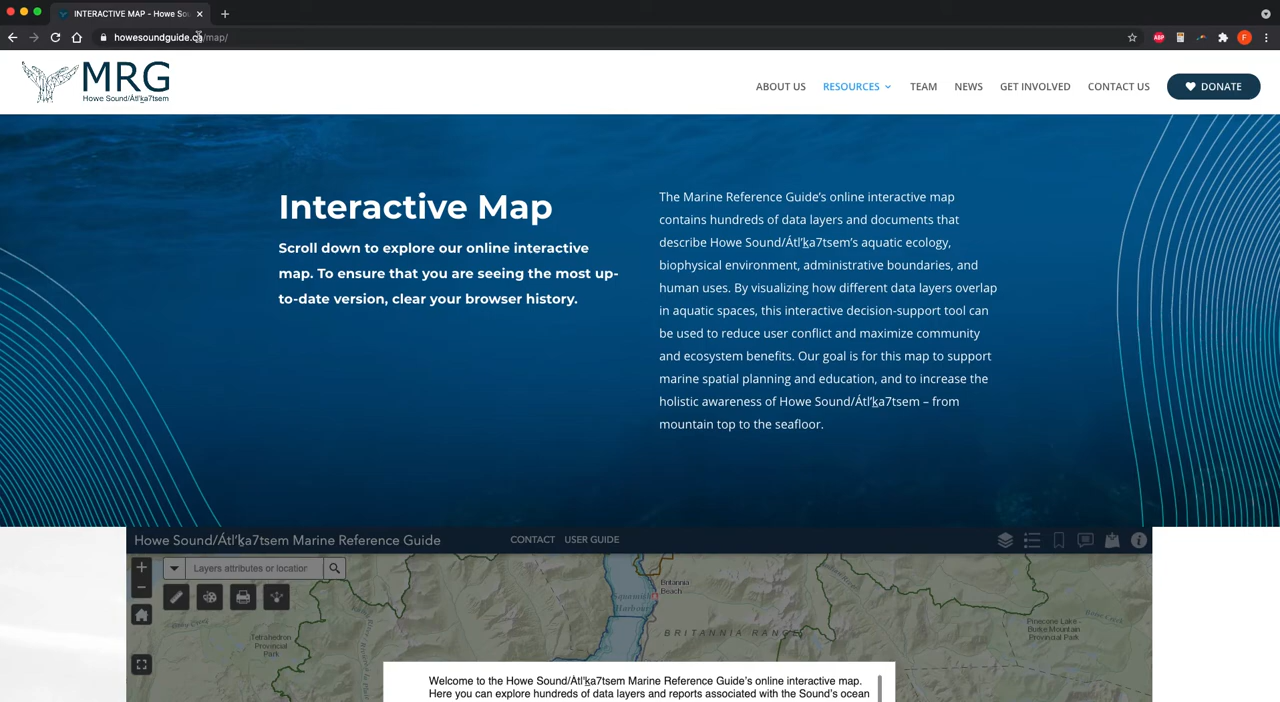 INTERACTIVE MAP - Howe Sou
howesoundguide.ca/map/
ABP
F
MRG
Howe Sound/Átl'ḵa7tsem
ABOUT US
RESOURCES
TEAM
NEWS
GET INVOLVED
CONTACT US
DONATE
Interactive Map
Scroll down to explore our online interactive
map. To ensure that you are seeing the most up-
to-date version, clear your browser history.
The Marine Reference Guide's online interactive map
contains hundreds of data layers and documents that
describe Howe Sound/Átl'ḵa7tsem's aquatic ecology,
biophysical environment, administrative boundaries, and
human uses. By visualizing how different data layers overlap
in aquatic spaces, this interactive decision-support tool can
be used to reduce user conflict and maximize community
and ecosystem benefits. Our goal is for this map to support
marine spatial planning and education, and to increase the
holistic awareness of Howe Sound/Átl'ḵa7tsem – from
mountain top to the seafloor.
Howe Sound/Átl'ḵa7tsem Marine Reference Guide
CONTACT
USER GUIDE
Layers attributes or location
Britannia
Beach
Squamish
Harbour
BRITANNIA RANGE
Tetrahedron
Provincial
Park
Pinecone Lake -
Burke Mountain
Provincial Park
Welcome to the Howe Sound/Átl'ḵa7tsem Marine Reference Guide's online interactive map.
Here you can explore hundreds of data layers and reports associated with the Sound's ocean